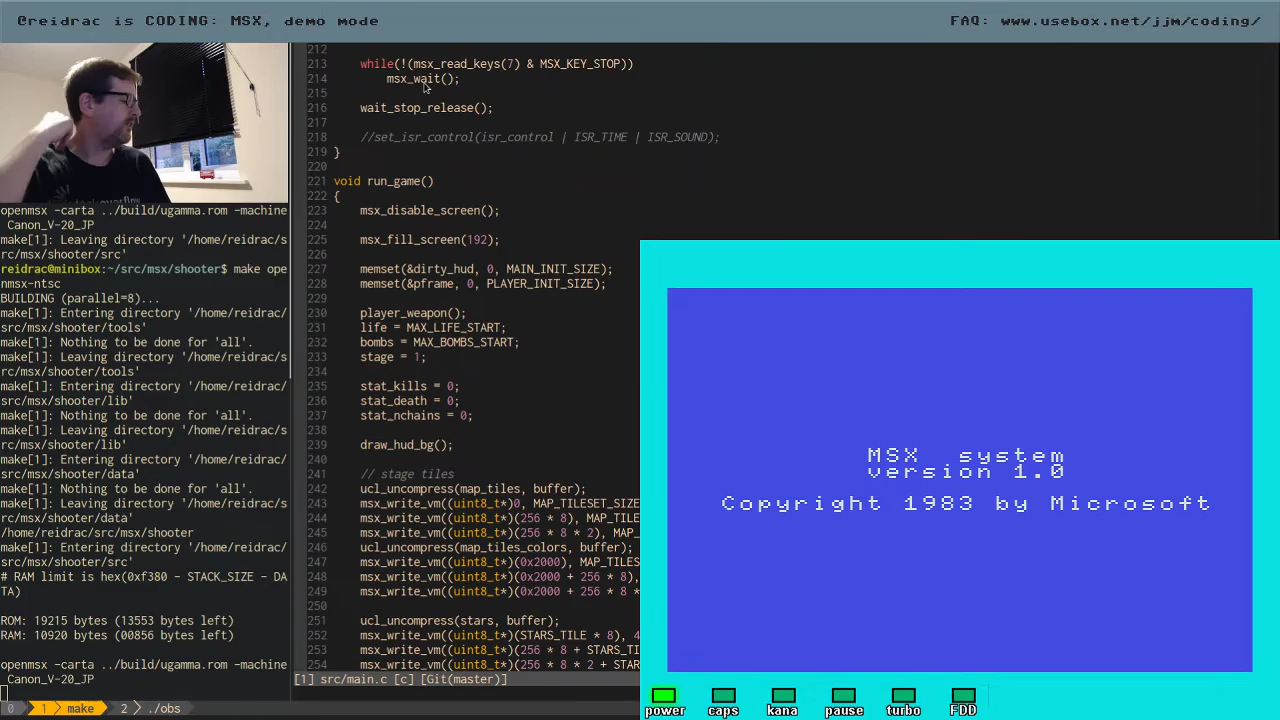 @reidrac is CODING: MSX, demo mode
FAQ: www.usebox.net/jjm/coding/
openmsx -carta ../build/ugamma.rom -machine
 Canon_V-20_JP
make[1]: Leaving directory '/home/reidrac/s
rc/msx/shooter/src'
reidrac@minibox:~/src/msx/shooter$ make ope
nmsx-ntsc
BUILDING (parallel=8)...
make[1]: Entering directory '/home/reidrac/
src/msx/shooter/tools'
make[1]: Nothing to be done for 'all'.
make[1]: Leaving directory '/home/reidrac/s
rc/msx/shooter/tools'
make[1]: Entering directory '/home/reidrac/
src/msx/shooter/lib'
make[1]: Nothing to be done for 'all'.
make[1]: Leaving directory '/home/reidrac/s
rc/msx/shooter/lib'
make[1]: Entering directory '/home/reidrac/
src/msx/shooter/data'
make[1]: Nothing to be done for 'all'.
make[1]: Leaving directory '/home/reidrac/s
rc/msx/shooter/data'
/home/reidrac/src/msx/shooter
make[1]: Entering directory '/home/reidrac/
src/msx/shooter/src'
# RAM limit is hex(0xf380 - STACK_SIZE - DA
TA)
ROM: 19215 bytes (13553 left)
RAM: 10920 bytes (00856 left)
openmsx -carta ../build/ugamma.rom -machine
 Canon_V-20_JP
212
213 while(!(msx_read_keys(7) & MSX_KEY_STOP))
214 msx_wait();
215
216 wait_stop_release();
217
218 //set_isr_control(isr_control | ISR_TIME | ISR_SOUND);
219 }
220
221 void run_game()
222 {
223 msx_disable_screen();
224
225 msx_fill_screen(192);
226
227 memset(&dirty_hud, 0, MAIN_INIT_SIZE);
228 memset(&pframe, 0, PLAYER_INIT_SIZE);
229
230 player_weapon();
231 life = MAX_LIFE_START;
232 bombs = MAX_BOMBS_START;
233 stage = 1;
234
235 stat_kills = 0;
236 stat_death = 0;
237 stat_nchains = 0;
238
239 draw_hud_bg();
240
241 // stage tiles
242 ucl_uncompress(map_tiles, buffer);
243 msx_write_vm((uint8_t*)0, MAP_TILESET_SIZE
244 msx_write_vm((uint8_t*)(256 * 8), MAP_TILE
245 msx_write_vm((uint8_t*)(256 * 8 * 2), MAP_
246 ucl_uncompress(map_tiles_colors, buffer);
247 msx_write_vm((uint8_t*)(0x2000), MAP_TILES
248 msx_write_vm((uint8_t*)(0x2000 + 256 * 8),
249 msx_write_vm((uint8_t*)(0x2000 + 256 * 8 *
250
251 ucl_uncompress(stars, buffer);
252 msx_write_vm((uint8_t*)(STARS_TILE * 8), 4
253 msx_write_vm((uint8_t*)(256 * 8 + STARS_TI
254 msx_write_vm((uint8_t*)(256 * 8 * 2 + STAR
[1] src/main.c [c] [Git(master)]
MSX system
version 1.0
Copyright 1983 by Microsoft
power caps kana pause turbo FDD
0 1 make 2 ./obs